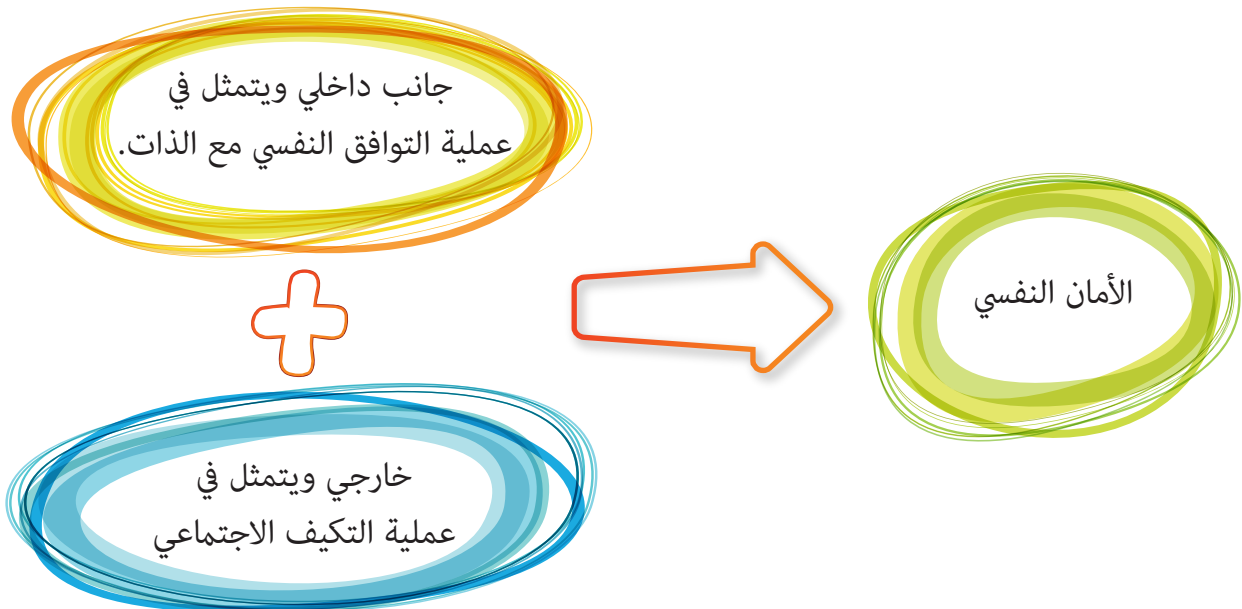 جانب داخلي ويتمثل في
عملية التوافق النفسي مع الذات.
خارجي ويتمثل في
عملية التكيف الاجتماعي
الأمان النفسي